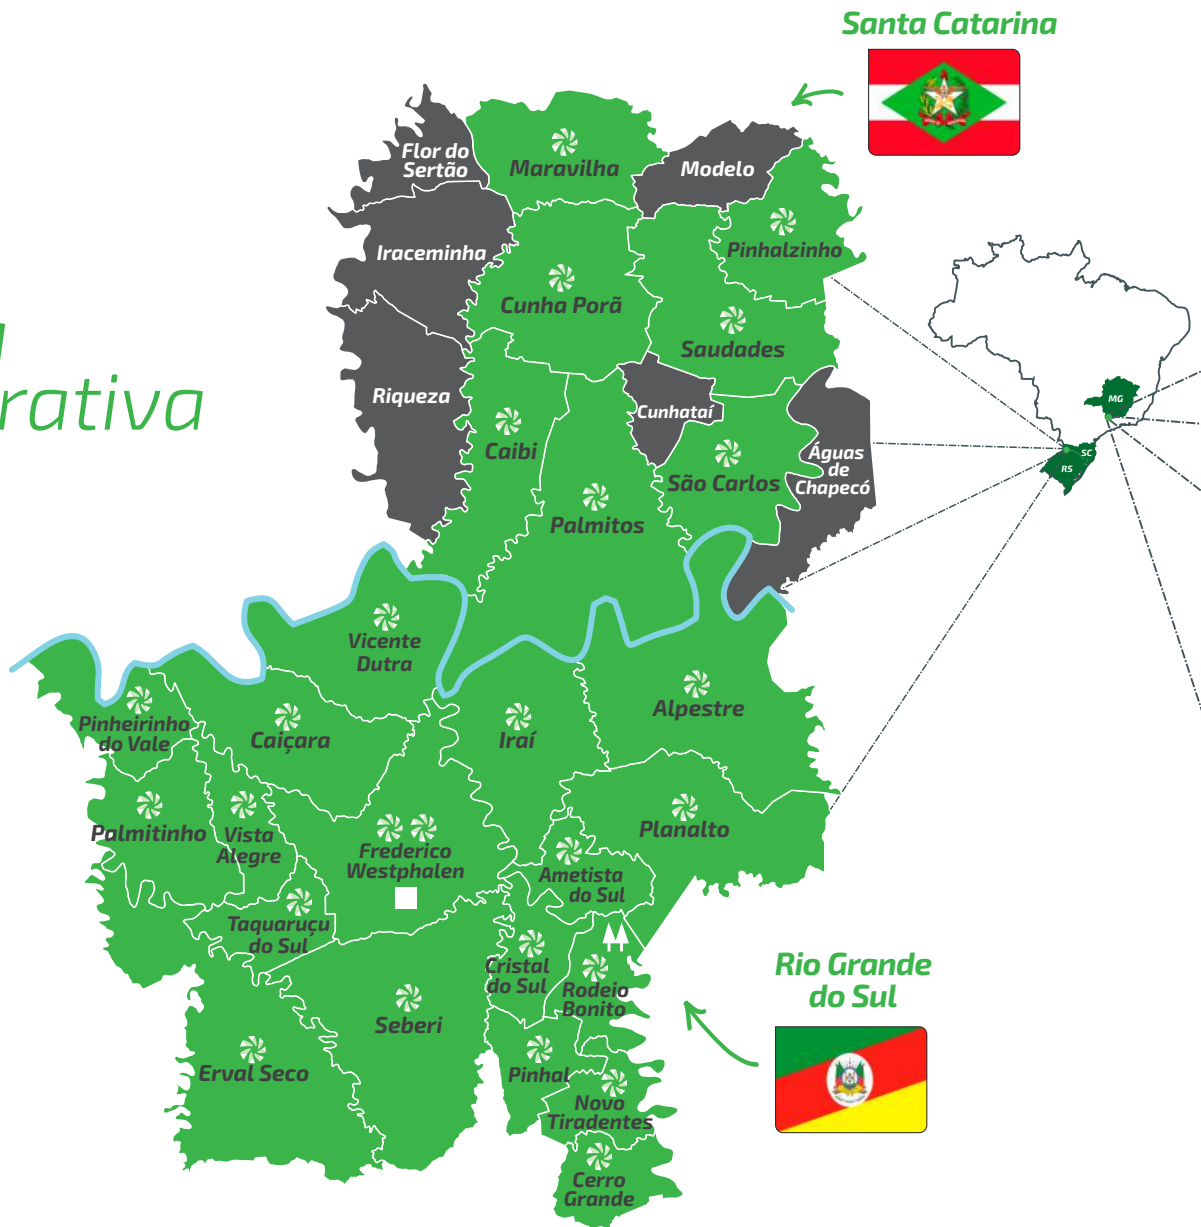 Santa Catarina
Flor do
Sertão
Maravilha
Modelo
Iraceminha
Pinhalzinho
Cunha Porã
Saudades
Riqueza
Cunhataí
Caibi
São Carlos
Águas
de
Chapecó
Palmitos
MG
SC
RS
rativa
Vicente
Dutra
Pinheirinho
do Vale
Caiçara
Iraí
Alpestre
Palmitinho
Vista
Alegre
Frederico
Westphalen
Planalto
Ametista
do Sul
Taquaruçu
do Sul
Cristal
do Sul
Rodeio
Bonito
Seberi
Erval Seco
Pinhal
Novo
Tiradentes
Cerro
Grande
Rio Grande
do Sul